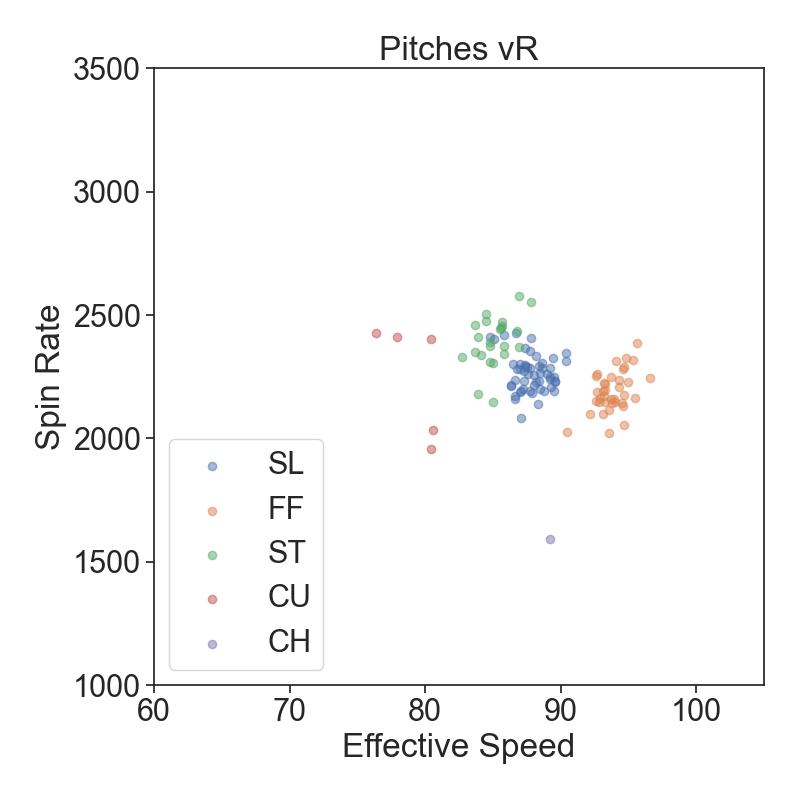 Pitches vR
3500
3000
2500
2000
1500
1000
Spin Rate
SL
FF
ST
CU
CH
60 70 80 90 100
Effective Speed